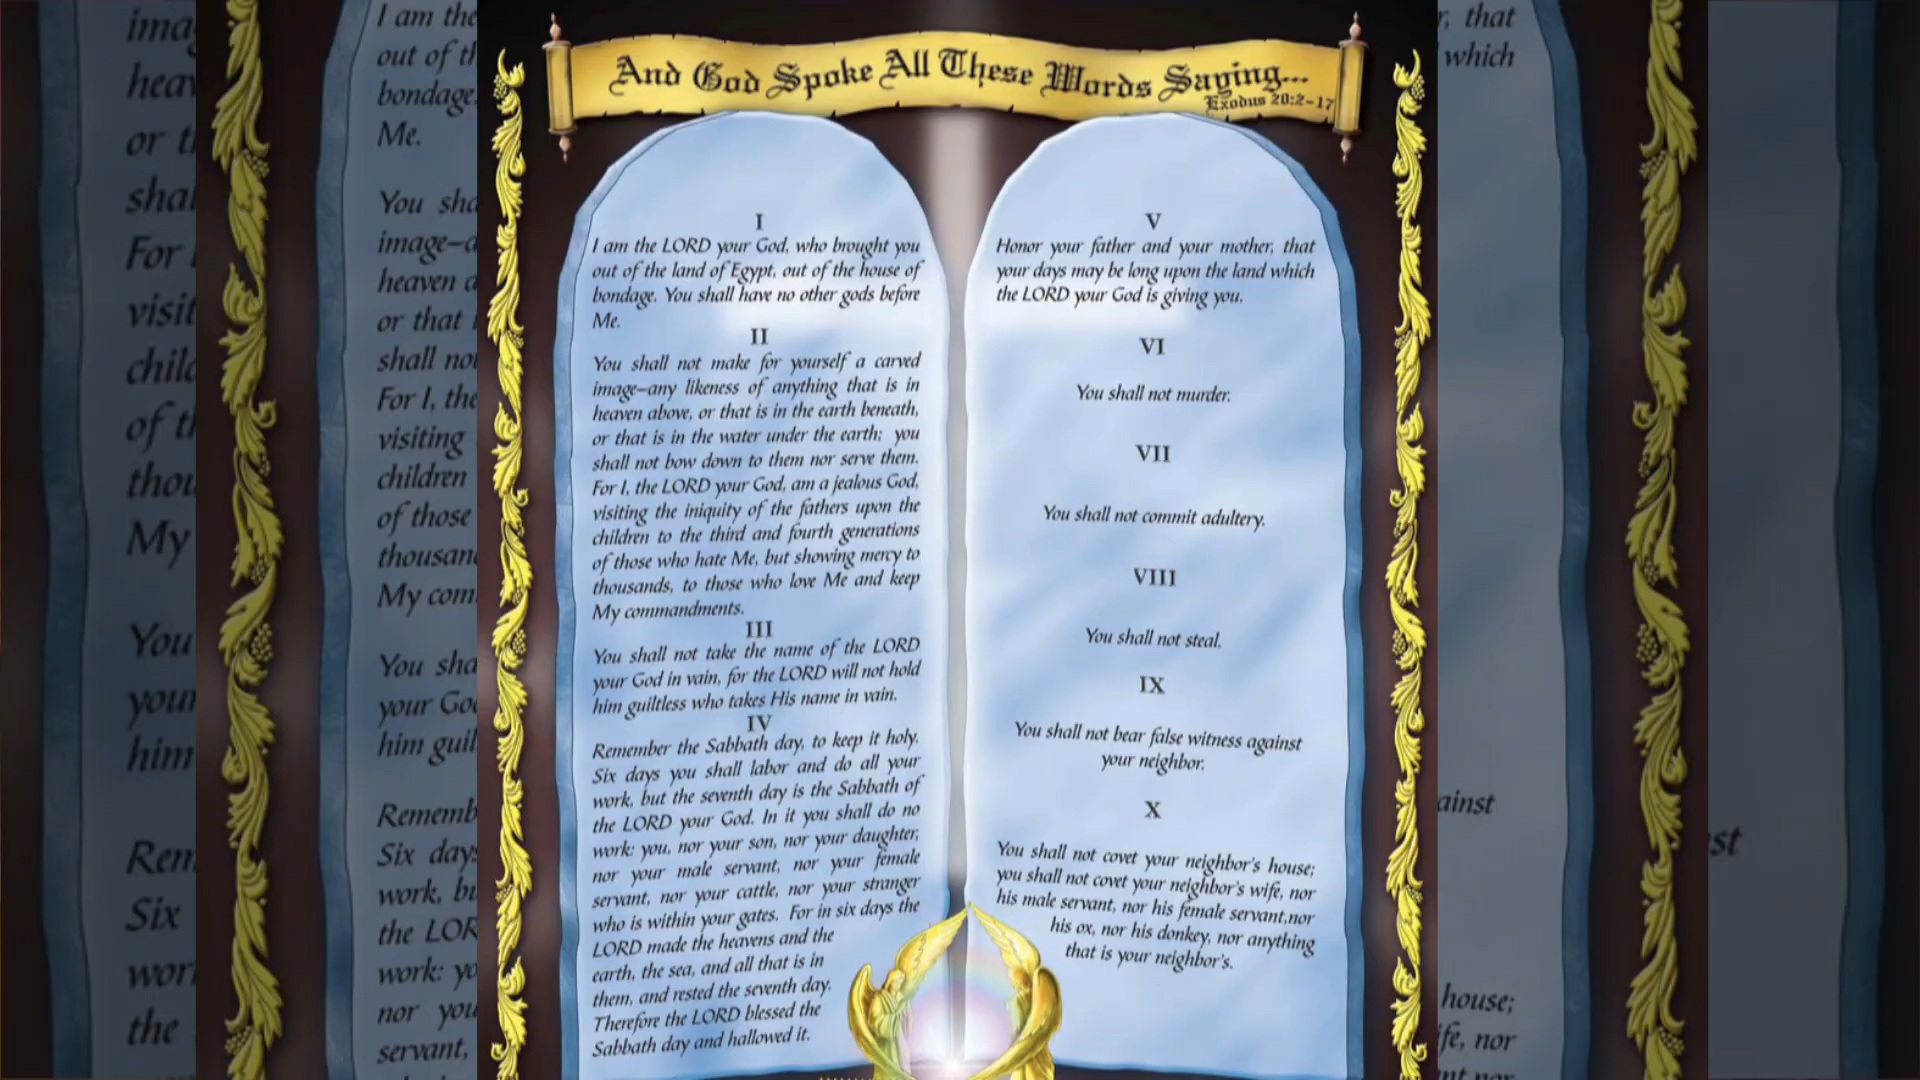 And God Spoke All These Words Saying...
Exodus 20:2-17
I
I am the LORD your God, who brought you
out of the land of Egypt, out of the house of
bondage. You shall have no other gods before
Me.
II
You shall not make for yourself a carved
image—any likeness of anything that is in
heaven above, or that is in the earth beneath,
or that is in the water under the earth; you
shall not bow down to them nor serve them.
For I, the LORD your God, am a jealous God,
visiting the iniquity of the fathers upon the
children to the third and fourth generations
of those who hate Me, but showing mercy to
thousands, to those who love Me and keep
My commandments.
III
You shall not take the name of the LORD
your God in vain, for the LORD will not hold
him guiltless who takes His name in vain.
IV
Remember the Sabbath day, to keep it holy.
Six days you shall labor and do all your
work, but the seventh day is the Sabbath of
the LORD your God. In it you shall do no
work: you, nor your son, nor your daughter,
nor your male servant, nor your female
servant, nor your cattle, nor your stranger
who is within your gates. For in six days the
LORD made the heavens and the
earth, the sea, and all that is in
them, and rested the seventh day.
Therefore the LORD blessed the
Sabbath day and hallowed it.
V
Honor your father and your mother, that
your days may be long upon the land which
the LORD your God is giving you.
VI
You shall not murder.
VII
You shall not commit adultery.
VIII
You shall not steal.
IX
You shall not bear false witness against
your neighbor.
X
You shall not covet your neighbor's house;
you shall not covet your neighbor's wife, nor
his male servant, nor his female servant,nor
his ox, nor his donkey, nor anything
that is your neighbor's.